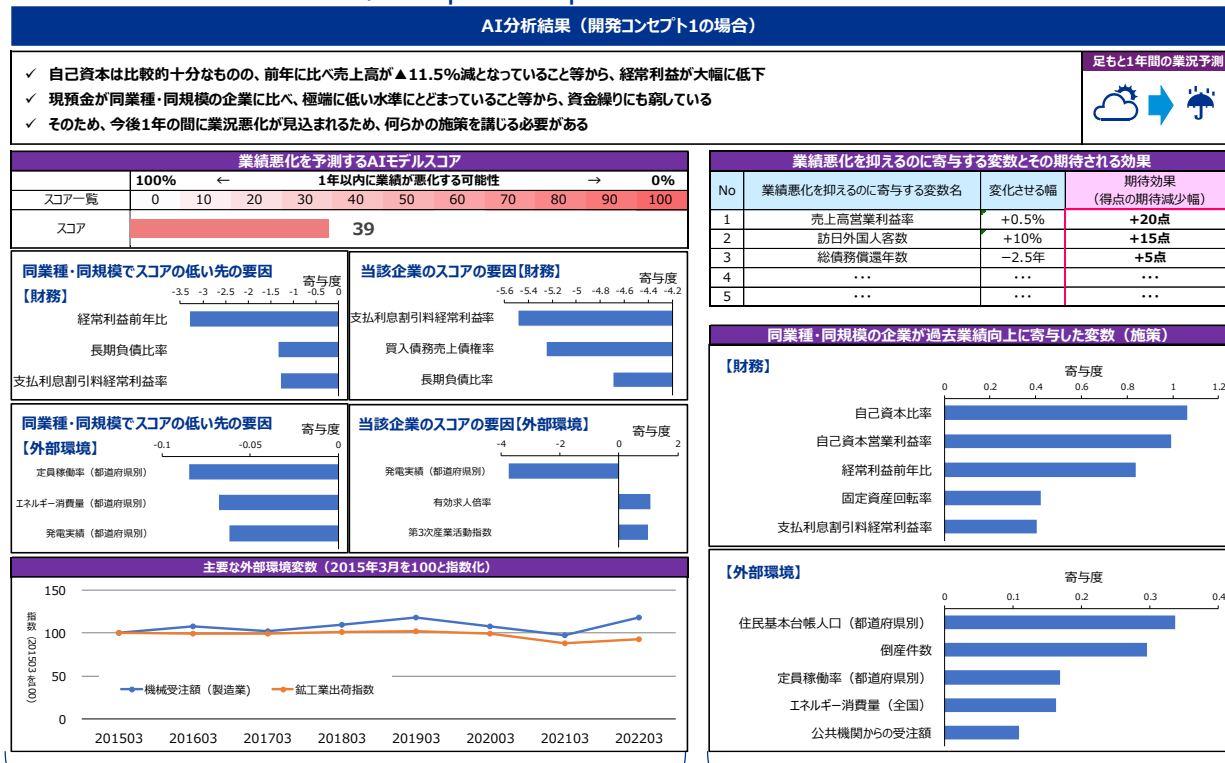 AI分析結果（開発コンセプト1の場合）
✓ 自己資本は比較的十分なものの、前年に比べ売上高が▲11.5%減となっていること等から、経常利益が大幅に低下
✓ 現預金が同業種・同規模の企業に比べ、極端に低い水準にとどまっていること等から、資金繰りにも窮している
✓ そのため、今後1年の間に業況悪化が見込まれるため、何らかの施策を講じる必要がある
足もと1年間の業況予測
業績悪化を予測するAIモデルスコア
100% ← 1年以内に業績が悪化する可能性 → 0%
スコア一覧 0 10 20 30 40 50 60 70 80 90 100
スコア 39
同業種・同規模でスコアの低い先の要因
【財務】
寄与度
-3.5 -3 -2.5 -2 -1.5 -1 -0.5 0
経常利益前年比
長期負債比率
支払利息割引料経常利益率
当該企業のスコアの要因【財務】
寄与度
-5.6 -5.4 -5.2 -5 -4.8 -4.6 -4.4 -4.2
支払利息割引料経常利益率
買入債務売上債権率
長期負債比率
同業種・同規模でスコアの低い先の要因
【外部環境】
寄与度
-0.1 -0.05 0
定員稼働率（都道府県別）
エネルギー消費量（都道府県別）
発電実績（都道府県別）
当該企業のスコアの要因【外部環境】
寄与度
-4 -2 0 2
発電実績（都道府県別）
有効求人倍率
第3次産業活動指数
主要な外部環境変数（2015年3月を100と指数化）
指数（201503を100）
150
100
50
0
機械受注額（製造業） 鉱工業出荷指数
201503 201603 201703 201803 201903 202003 202103 202203
業績悪化を抑えるのに寄与する変数とその期待される効果
No 業績悪化を抑えるのに寄与する変数名 変化させる幅 期待効果
（得点の期待減少幅）
1 売上高営業利益率 +0.5% +20点
2 訪日外国人客数 +10% +15点
3 総債務償還年数 −2.5年 +5点
4 … … …
5 … … …
同業種・同規模の企業が過去業績向上に寄与した変数（施策）
【財務】
寄与度
0 0.2 0.4 0.6 0.8 1 1.2
自己資本比率
自己資本営業利益率
経常利益前年比
固定資産回転率
支払利息割引料経常利益率
【外部環境】
寄与度
0 0.1 0.2 0.3 0.4
住民基本台帳人口（都道府県別）
倒産件数
定員稼働率（都道府県別）
エネルギー消費量（全国）
公共機関からの受注額